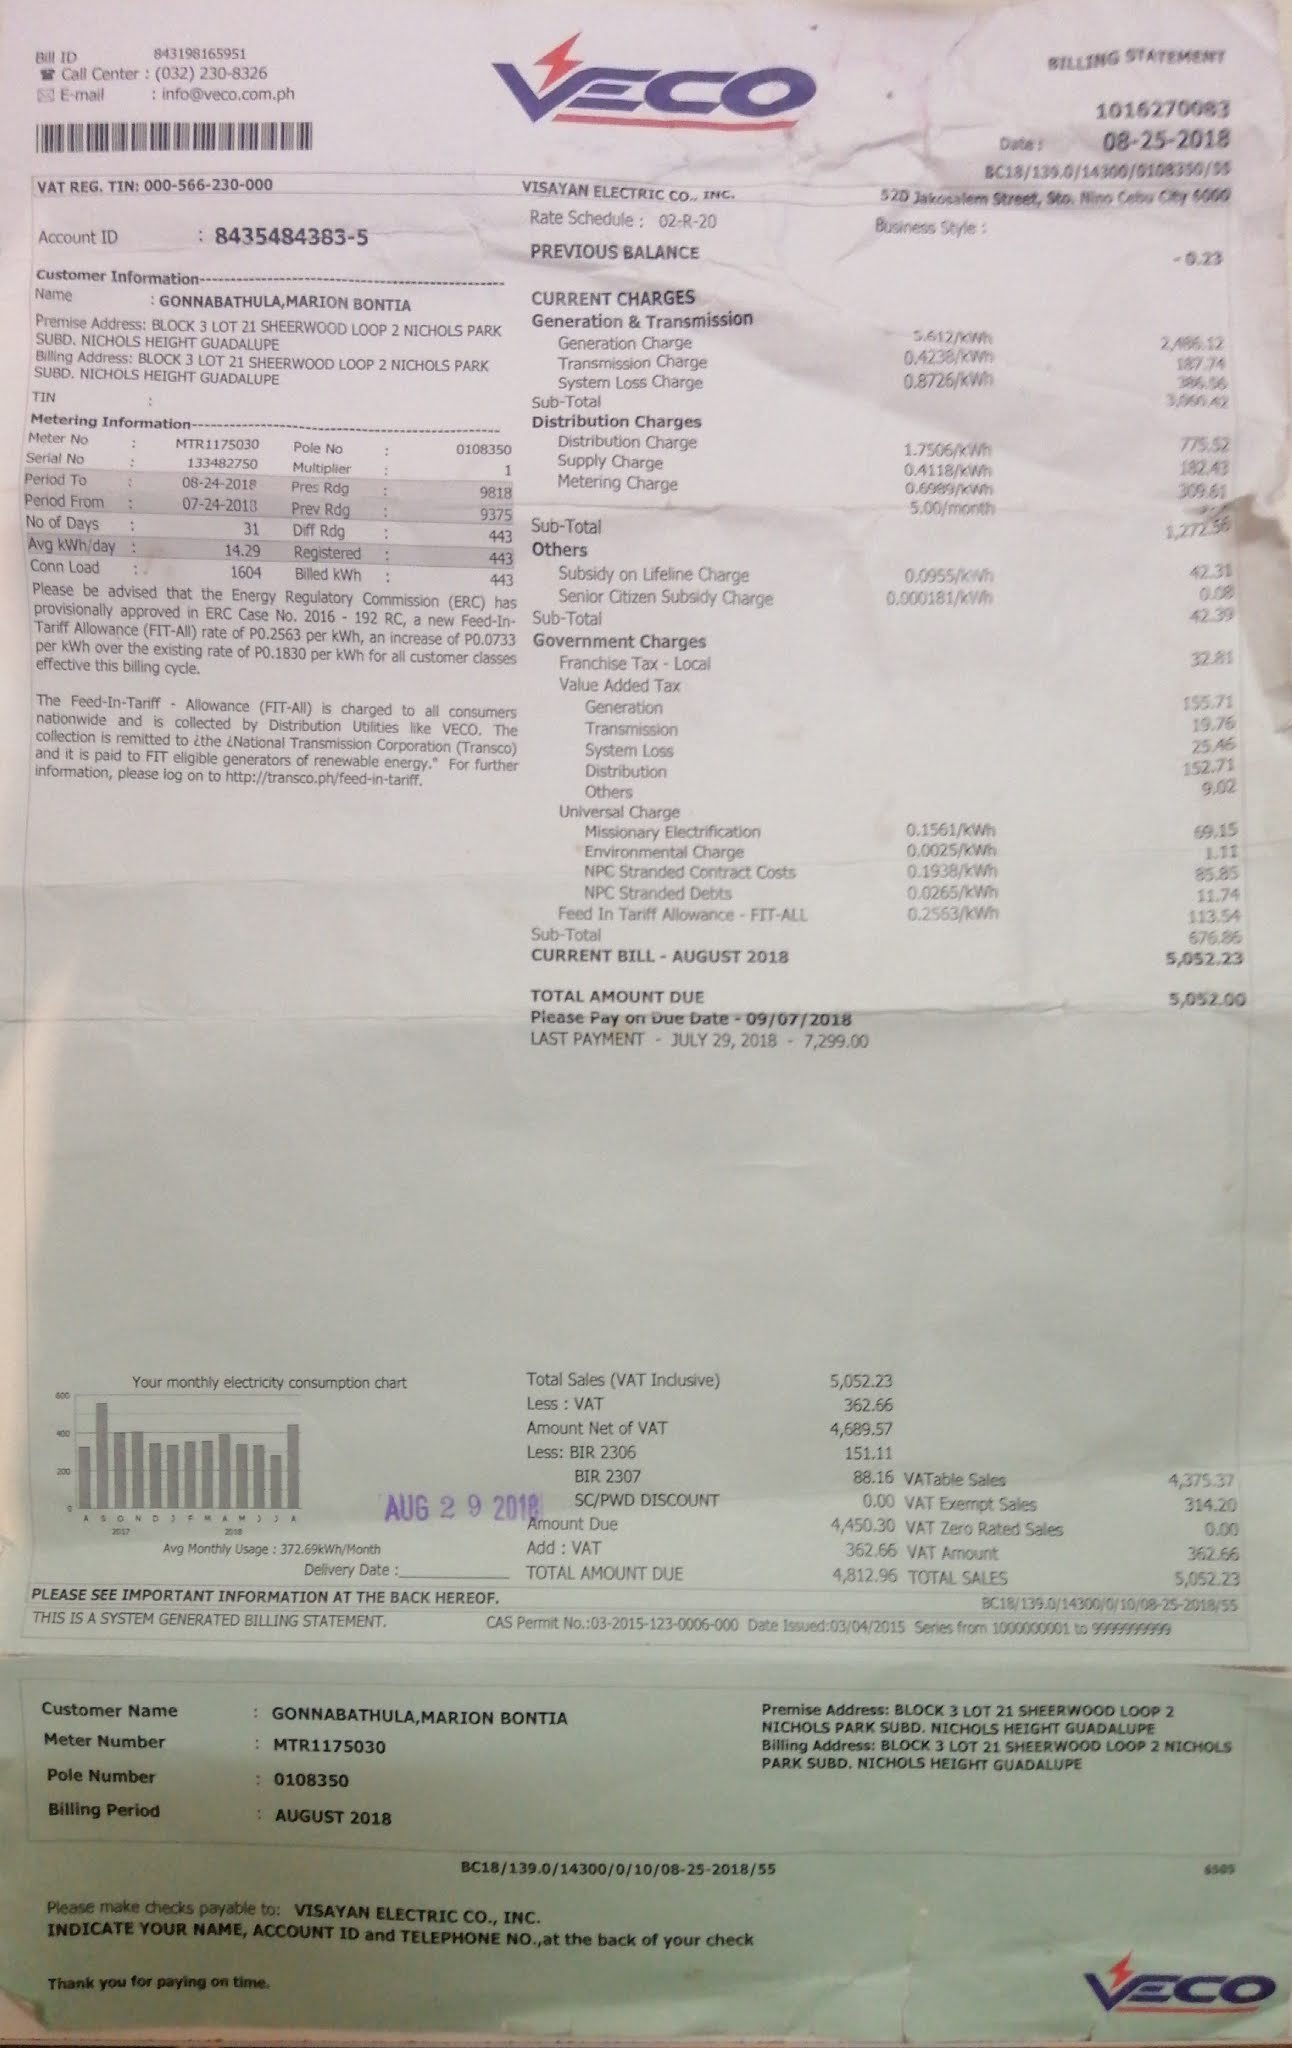 Bill ID 843198165951
Call Center : (032) 230-8326
E-mail : info@veco.com.ph
VECO
BILLING STATEMENT
1016270083
Date : 08-25-2018
BC18/139.0/14300/0108350/55
VAT REG. TIN: 000-566-230-000
VISAYAN ELECTRIC CO., INC.
520 Jakosalem Street, Sto. Nino Cebu City 6000
Account ID : 8435484383-5
Rate Schedule : 02-R-20
Business Style :
PREVIOUS BALANCE - 0.23
Customer Information
Name : GONNABATHULA,MARION BONTIA
Premise Address: BLOCK 3 LOT 21 SHEERWOOD LOOP 2 NICHOLS PARK
SUBD. NICHOLS HEIGHT GUADALUPE
Billing Address: BLOCK 3 LOT 21 SHEERWOOD LOOP 2 NICHOLS PARK
SUBD. NICHOLS HEIGHT GUADALUPE
TIN :
Metering Information
Meter No : MTR1175030 Pole No : 0108350
Serial No : 133482750 Multiplier : 1
Period To : 08-24-2018 Pres Rdg : 9818
Period From : 07-24-2018 Prev Rdg : 9375
No of Days : 31 Diff Rdg : 443
Avg kWh/day : 14.29 Registered : 443
Conn Load : 1604 Billed kWh : 443
Please be advised that the Energy Regulatory Commission (ERC) has
provisionally approved in ERC Case No. 2016 - 192 RC, a new Feed-In-
Tariff Allowance (FIT-All) rate of P0.2563 per kWh, an increase of P0.0733
per kWh over the existing rate of P0.1830 per kWh for all customer classes
effective this billing cycle.
The Feed-In-Tariff - Allowance (FIT-All) is charged to all consumers
nationwide and is collected by Distribution Utilities like VECO. The
collection is remitted to ¿the ¿National Transmission Corporation (Transco)
and it is paid to FIT eligible generators of renewable energy." For further
information, please log on to http://transco.ph/feed-in-tariff.
CURRENT CHARGES
Generation & Transmission
Generation Charge 5.612/kWh 2,486.12
Transmission Charge 0.4238/kWh 187.74
System Loss Charge 0.8726/kWh 386.56
Sub-Total 3,060.42
Distribution Charges
Distribution Charge 1.7506/kWh 775.52
Supply Charge 0.4118/kWh 182.43
Metering Charge 0.6989/kWh 309.61
5.00/month
Sub-Total 1,272.56
Others
Subsidy on Lifeline Charge 0.0955/kWh 42.31
Senior Citizen Subsidy Charge 0.000181/kWh 0.08
Sub-Total 42.39
Government Charges
Franchise Tax - Local 32.81
Value Added Tax
Generation 155.71
Transmission 19.76
System Loss 25.46
Distribution 152.71
Others 9.02
Universal Charge
Missionary Electrification 0.1561/kWh 69.15
Environmental Charge 0.0025/kWh 1.11
NPC Stranded Contract Costs 0.1938/kWh 85.85
NPC Stranded Debts 0.0265/kWh 11.74
Feed In Tariff Allowance - FIT-ALL 0.2563/kWh 113.54
Sub-Total 676.86
CURRENT BILL - AUGUST 2018 5,052.23
TOTAL AMOUNT DUE 5,052.00
Please Pay on Due Date - 09/07/2018
LAST PAYMENT - JULY 29, 2018 - 7,299.00
Your monthly electricity consumption chart
600
400
200
0
A S O N D J F M A M J J A
2017 2018
Avg Monthly Usage : 372.69kWh/Month
AUG 29 2018
Delivery Date :
Total Sales (VAT Inclusive) 5,052.23
Less : VAT 362.66
Amount Net of VAT 4,689.57
Less: BIR 2306 151.11
BIR 2307 88.16 VATable Sales 4,375.37
SC/PWD DISCOUNT 0.00 VAT Exempt Sales 314.20
Amount Due 4,450.30 VAT Zero Rated Sales 0.00
Add : VAT 362.66 VAT Amount 362.66
TOTAL AMOUNT DUE 4,812.96 TOTAL SALES 5,052.23
PLEASE SEE IMPORTANT INFORMATION AT THE BACK HEREOF.
BC18/139.0/14300/0/10/08-25-2018/55
THIS IS A SYSTEM GENERATED BILLING STATEMENT.
CAS Permit No.:03-2015-123-0006-000 Date Issued:03/04/2015 Series from 1000000001 to 9999999999
Customer Name : GONNABATHULA,MARION BONTIA
Meter Number : MTR1175030
Pole Number : 0108350
Billing Period : AUGUST 2018
Premise Address: BLOCK 3 LOT 21 SHEERWOOD LOOP 2
NICHOLS PARK SUBD. NICHOLS HEIGHT GUADALUPE
Billing Address: BLOCK 3 LOT 21 SHEERWOOD LOOP 2 NICHOLS
PARK SUBD. NICHOLS HEIGHT GUADALUPE
BC18/139.0/14300/0/10/08-25-2018/55
Please make checks payable to: VISAYAN ELECTRIC CO., INC.
INDICATE YOUR NAME, ACCOUNT ID and TELEPHONE NO.,at the back of your check
Thank you for paying on time.
VECO